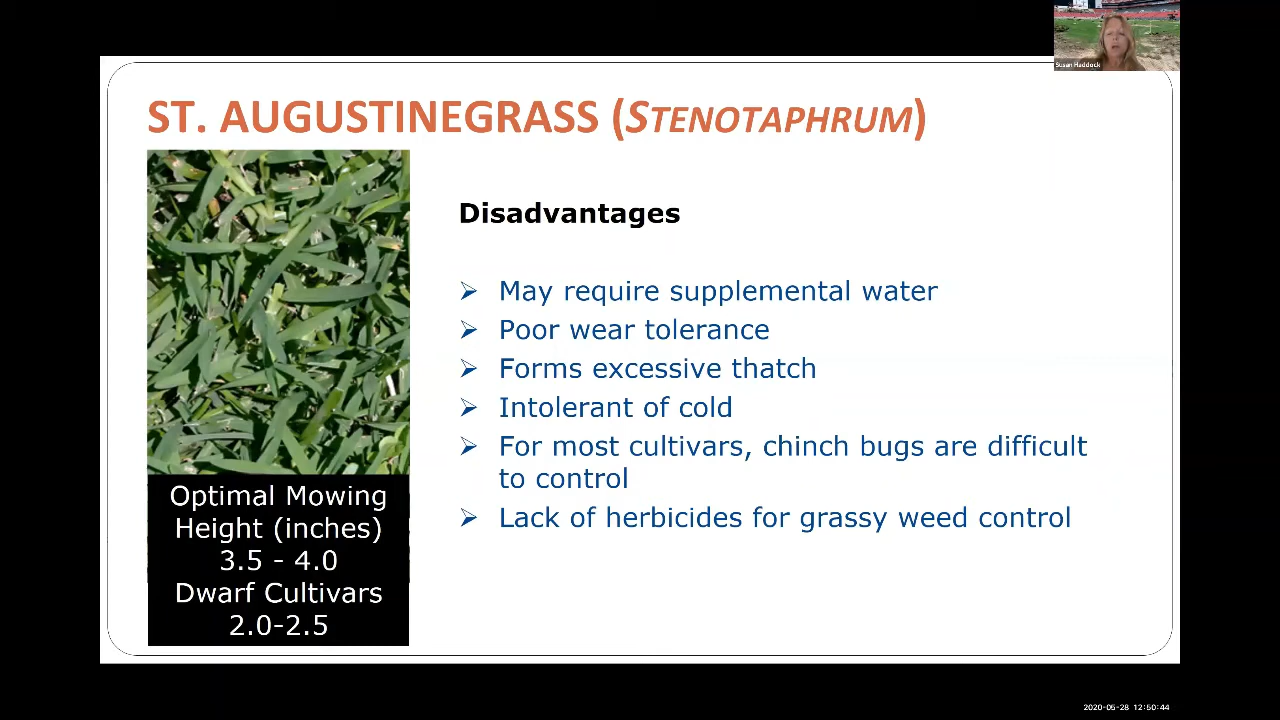 Susan Haddock
ST. AUGUSTINEGRASS (STENOTAPHRUM)
Disadvantages
➢ May require supplemental water
➢ Poor wear tolerance
➢ Forms excessive thatch
➢ Intolerant of cold
➢ For most cultivars, chinch bugs are difficult
to control
➢ Lack of herbicides for grassy weed control
Optimal Mowing
Height (inches)
3.5 - 4.0
Dwarf Cultivars
2.0-2.5
2020-05-28 12:50:44